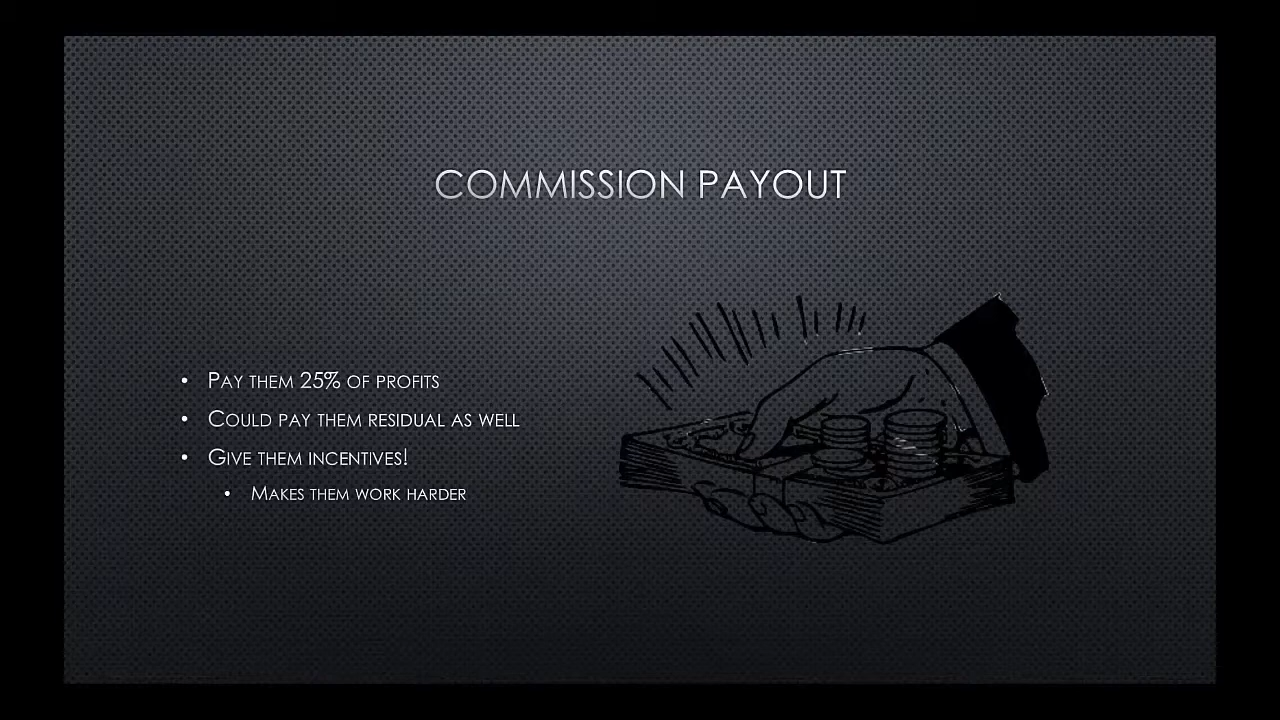 COMMISSION PAYOUT
• PAY THEM 25% OF PROFITS
• COULD PAY THEM RESIDUAL AS WELL
• GIVE THEM INCENTIVES!
• MAKES THEM WORK HARDER